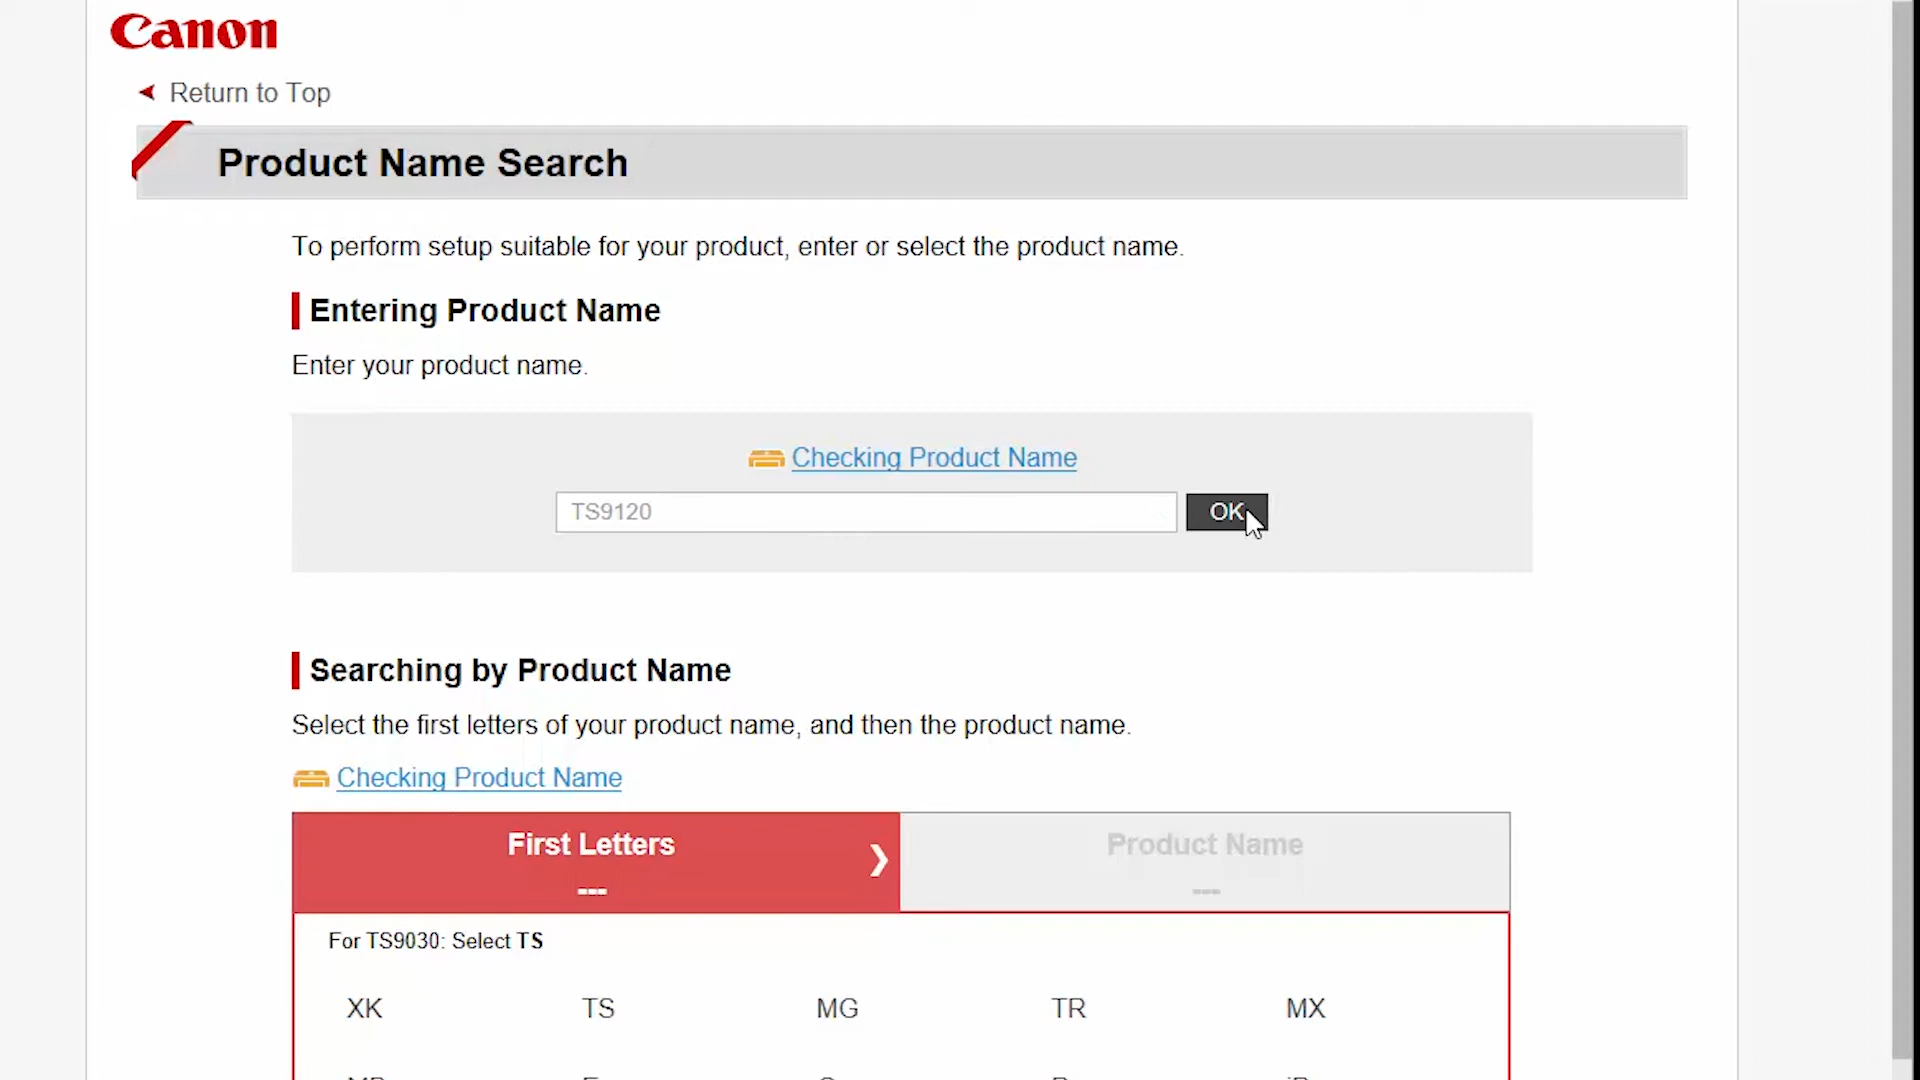 Canon
Return to Top
Product Name Search
To perform setup suitable for your product, enter or select the product name.
Entering Product Name
Enter your product name.
Checking Product Name
TS9120 OK
Searching by Product Name
Select the first letters of your product name, and then the product name.
Checking Product Name
First Letters Product Name
--- ---
For TS9030: Select TS
XK TS MG TR MX